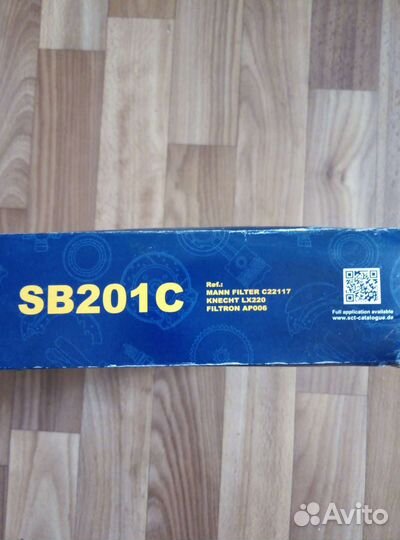 SB201C
Ref.:
MANN FILTER C22117
KNECHT LX220
FILTRON AP006
Full application available
www.sct-catalogue.de
Avito